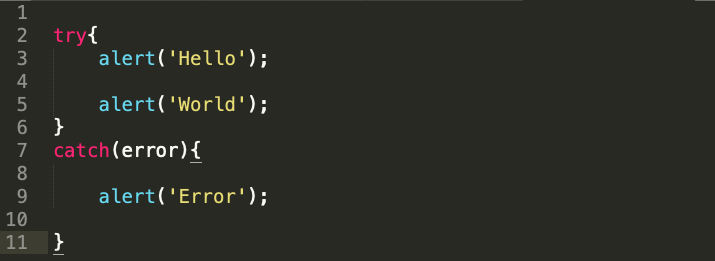 1
2 try{
3     alert('Hello');
4
5     alert('World');
6 }
7 catch(error){
8
9     alert('Error');
10
11 }